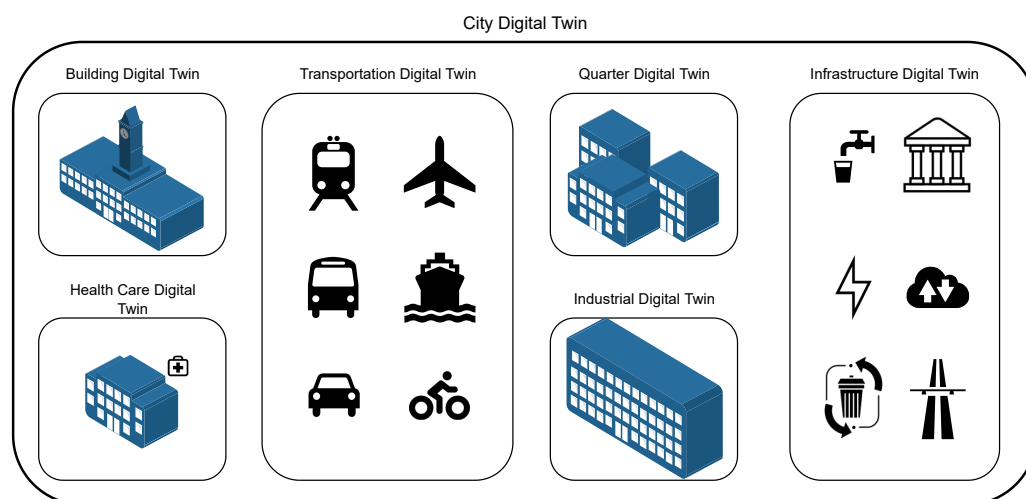 City Digital Twin
Building Digital Twin
Transportation Digital Twin
Quarter Digital Twin
Infrastructure Digital Twin
Health Care Digital
Twin
Industrial Digital Twin